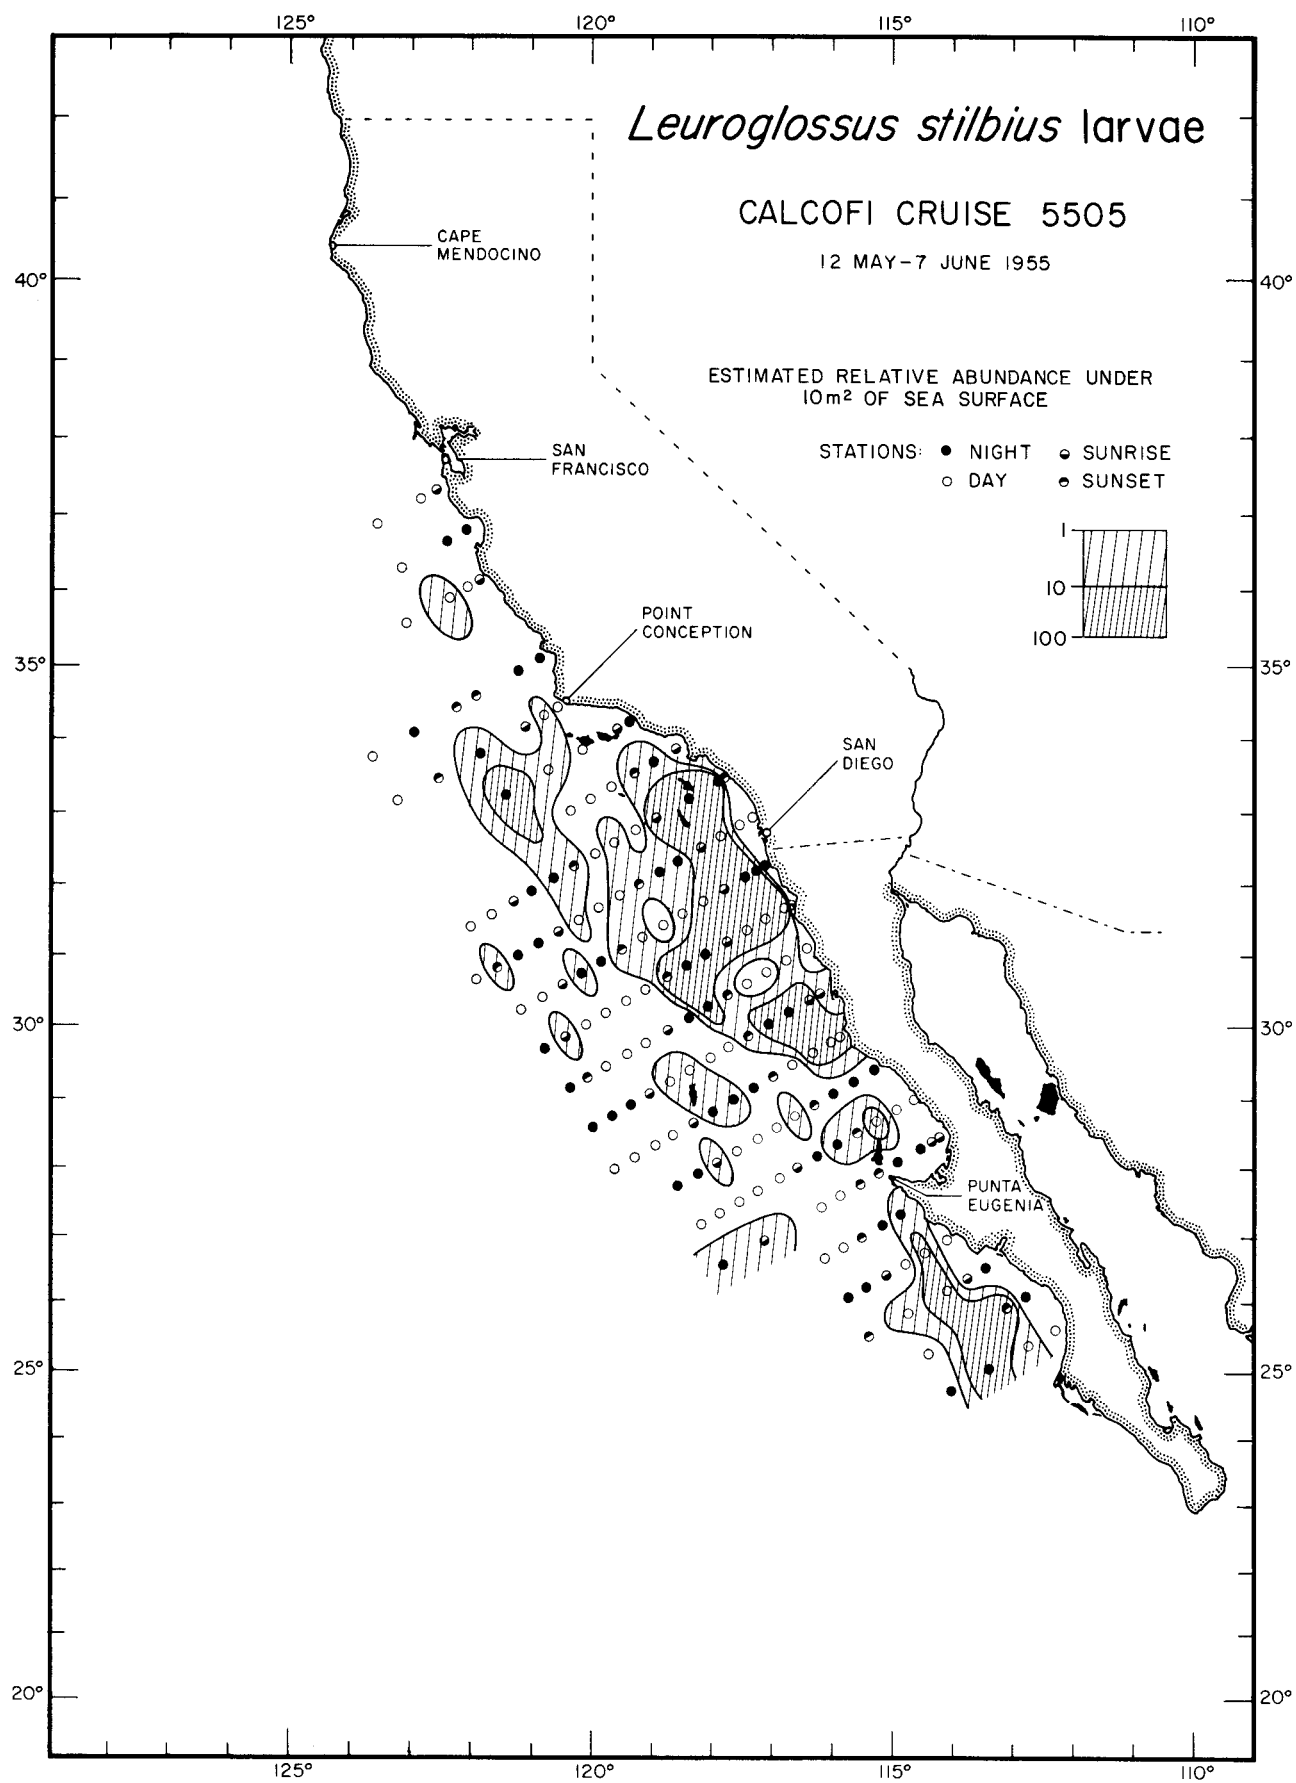 125° 120° 115° 110°
Leuroglossus stilbius larvae
CALCOFI CRUISE 5505
12 MAY–7 JUNE 1955
CAPE
MENDOCINO
40° 40°
ESTIMATED RELATIVE ABUNDANCE UNDER
10m² OF SEA SURFACE
STATIONS: NIGHT SUNRISE
DAY SUNSET
SAN
FRANCISCO
1
10
100
POINT
CONCEPTION
35° 35°
SAN
DIEGO
30° 30°
PUNTA
EUGENIA
25° 25°
20° 20°
125° 120° 115° 110°